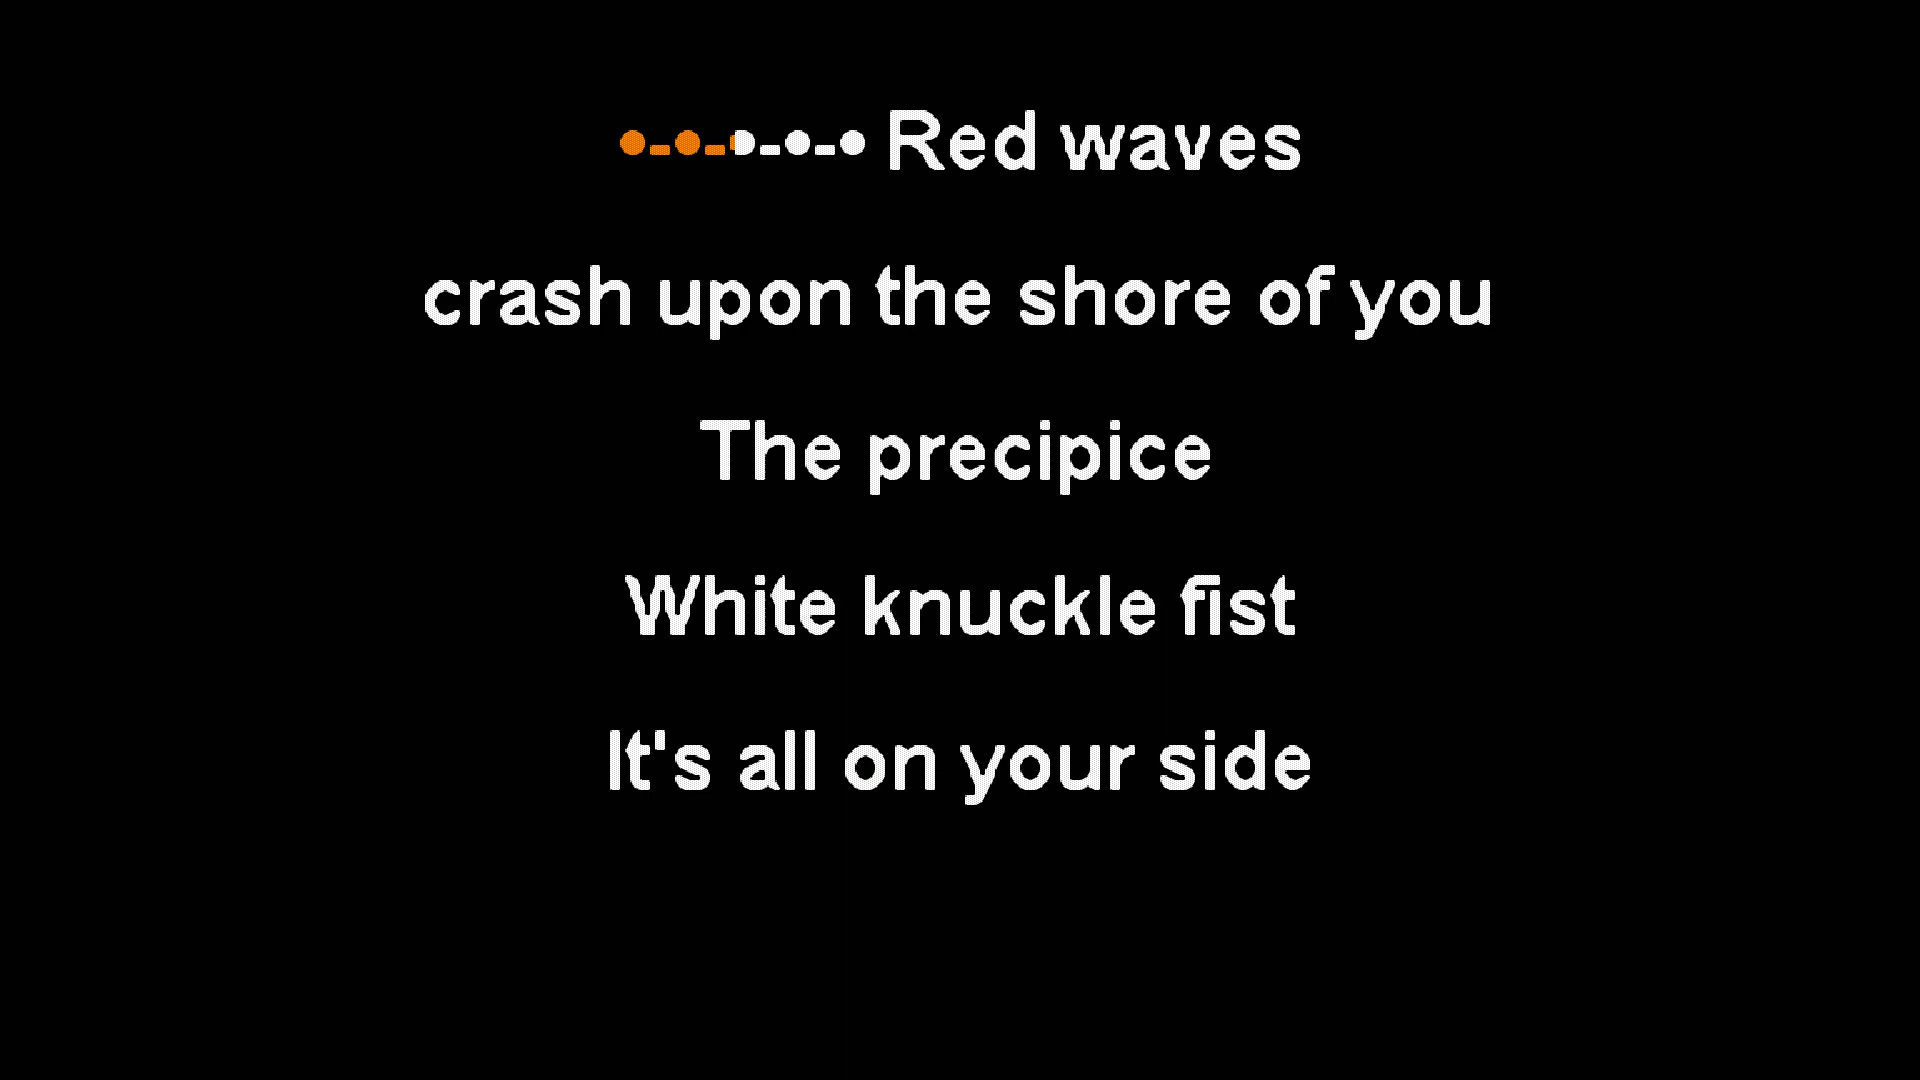 ●-●-●-●-● Red waves
crash upon the shore of you
The precipice
White knuckle fist
It's all on your side